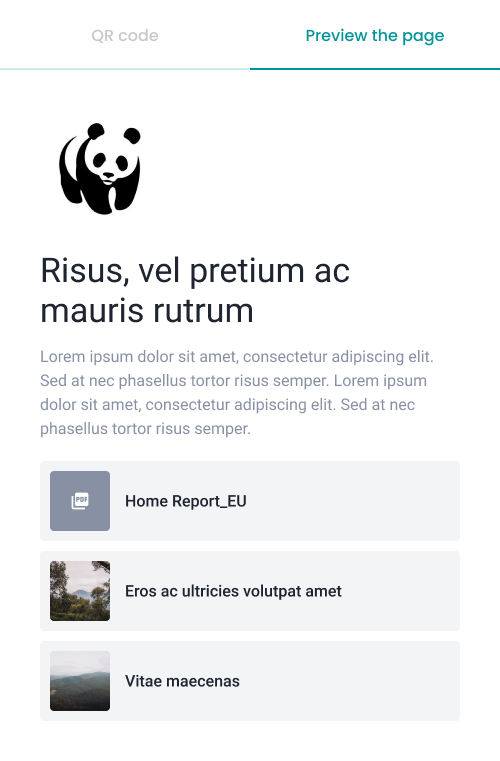 QR code
Preview the page
Risus, vel pretium ac
mauris rutrum
Lorem ipsum dolor sit amet, consectetur adipiscing elit.
Sed at nec phasellus tortor risus semper. Lorem ipsum
dolor sit amet, consectetur adipiscing elit. Sed at nec
phasellus tortor risus semper.
PDF
Home Report_EU
Eros ac ultricies volutpat amet
Vitae maecenas